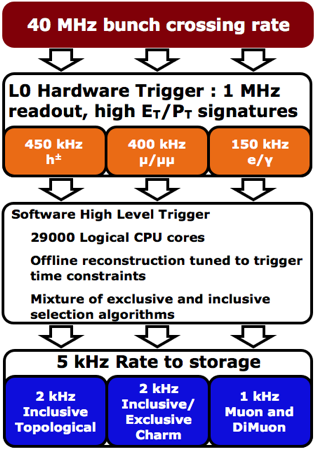 40 MHz bunch crossing rate
L0 Hardware Trigger : 1 MHz
readout, high ET/PT signatures
450 kHz
h±
400 kHz
μ/μμ
150 kHz
e/γ
Software High Level Trigger
29000 Logical CPU cores
Offline reconstruction tuned to trigger
time constraints
Mixture of exclusive and inclusive
selection algorithms
5 kHz Rate to storage
2 kHz
Inclusive
Topological
2 kHz
Inclusive/
Exclusive
Charm
1 kHz
Muon and
DiMuon